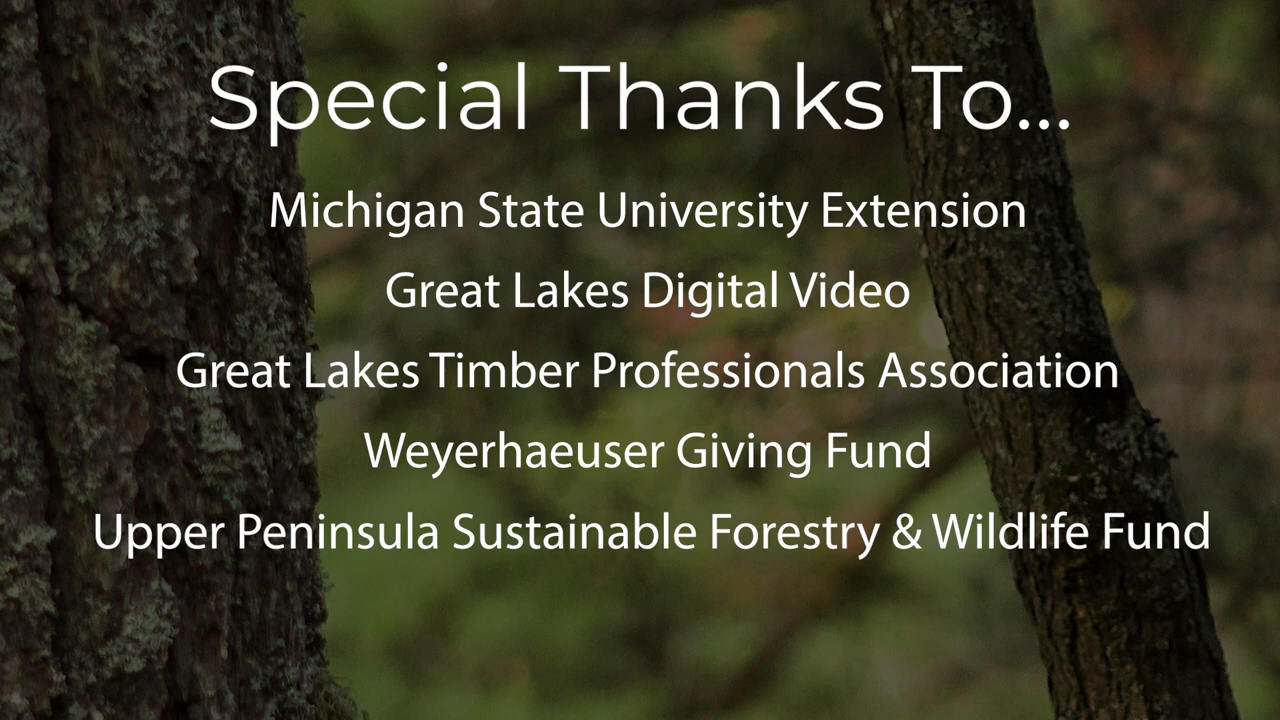 Special Thanks To...
Michigan State University Extension
Great Lakes Digital Video
Great Lakes Timber Professionals Association
Weyerhaeuser Giving Fund
Upper Peninsula Sustainable Forestry & Wildlife Fund